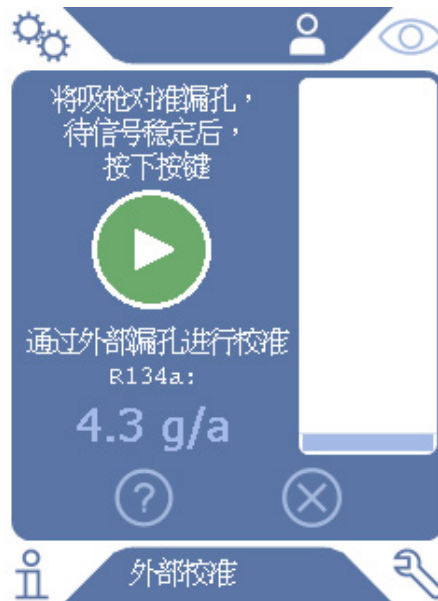 将吸枪对准漏孔，
待信号稳定后，
按下按键
通过外部漏孔进行校准
R134a:
4.3 g/a
?
外部校准